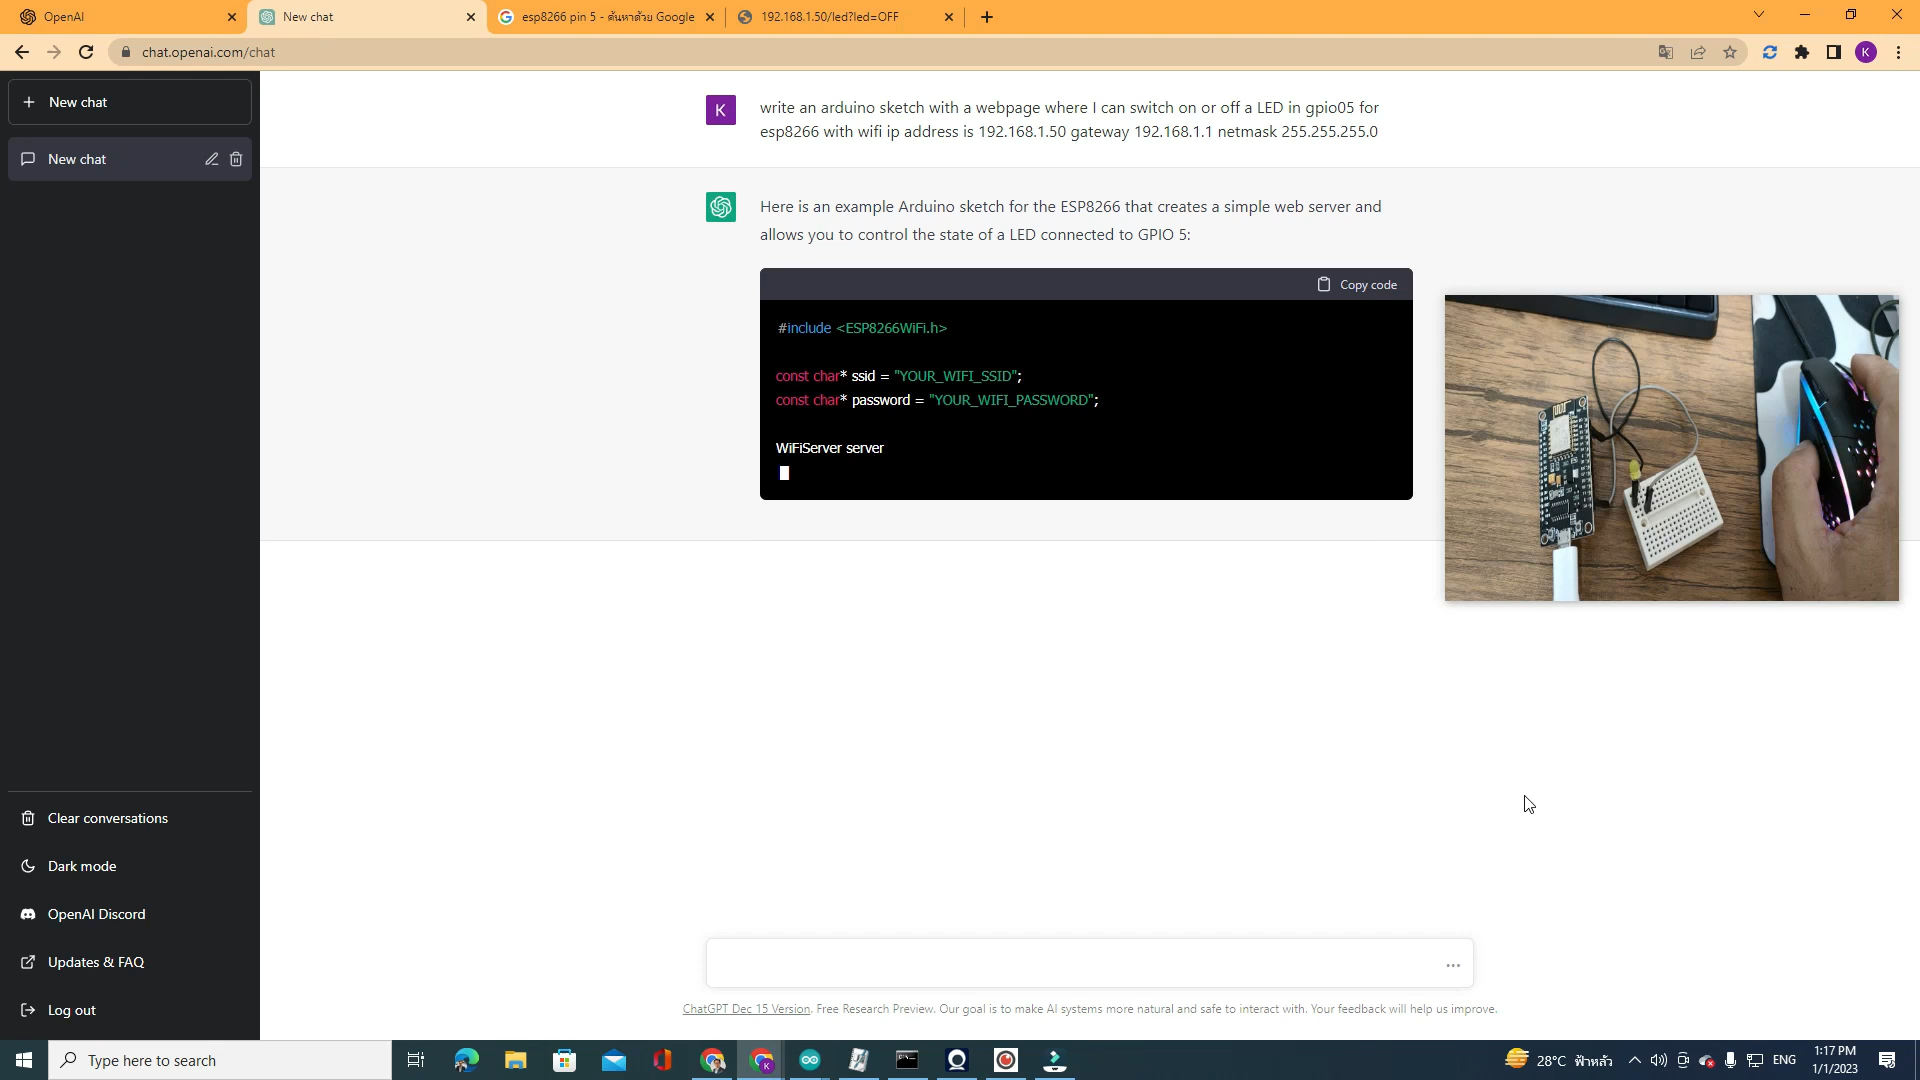 OpenAI
New chat
esp8266 pin 5 - ค้นหาด้วย Google
192.168.1.50/led?led=OFF
chat.openai.com/chat
K
New chat
New chat
Clear conversations
Dark mode
OpenAI Discord
Updates & FAQ
Log out
K
write an arduino sketch with a webpage where I can switch on or off a LED in gpio05 for
esp8266 with wifi ip address is 192.168.1.50 gateway 192.168.1.1 netmask 255.255.255.0
Here is an example Arduino sketch for the ESP8266 that creates a simple web server and
allows you to control the state of a LED connected to GPIO 5:
Copy code
#include <ESP8266WiFi.h>
const char* ssid = "YOUR_WIFI_SSID";
const char* password = "YOUR_WIFI_PASSWORD";
WiFiServer server
...
ChatGPT Dec 15 Version. Free Research Preview. Our goal is to make AI systems more natural and safe to interact with. Your feedback will help us improve.
Type here to search
K
28°C ฟ้าหลัว
ENG
1:17 PM
1/1/2023